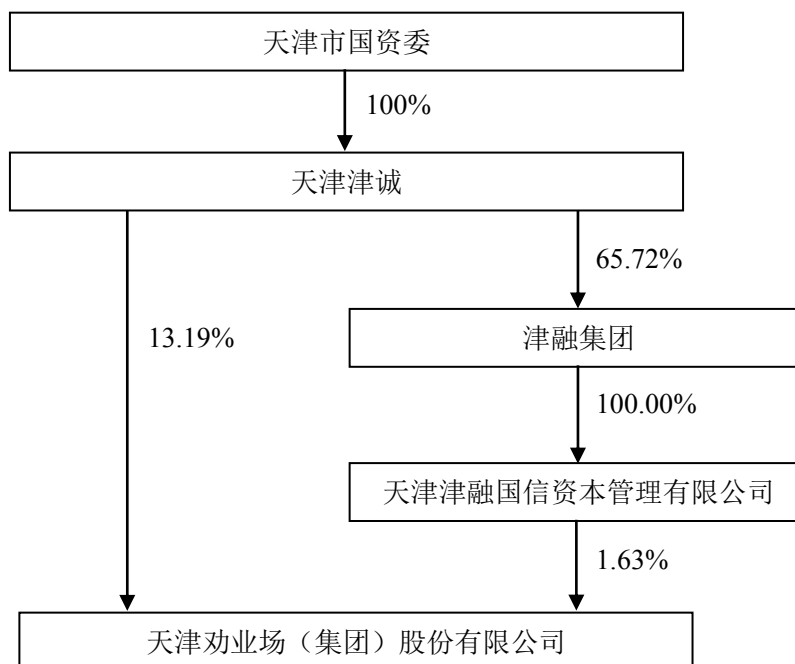 天津市国资委
100%
天津津诚
65.72%
13.19%
津融集团
100.00%
天津津融国信资本管理有限公司
1.63%
天津劝业场（集团）股份有限公司